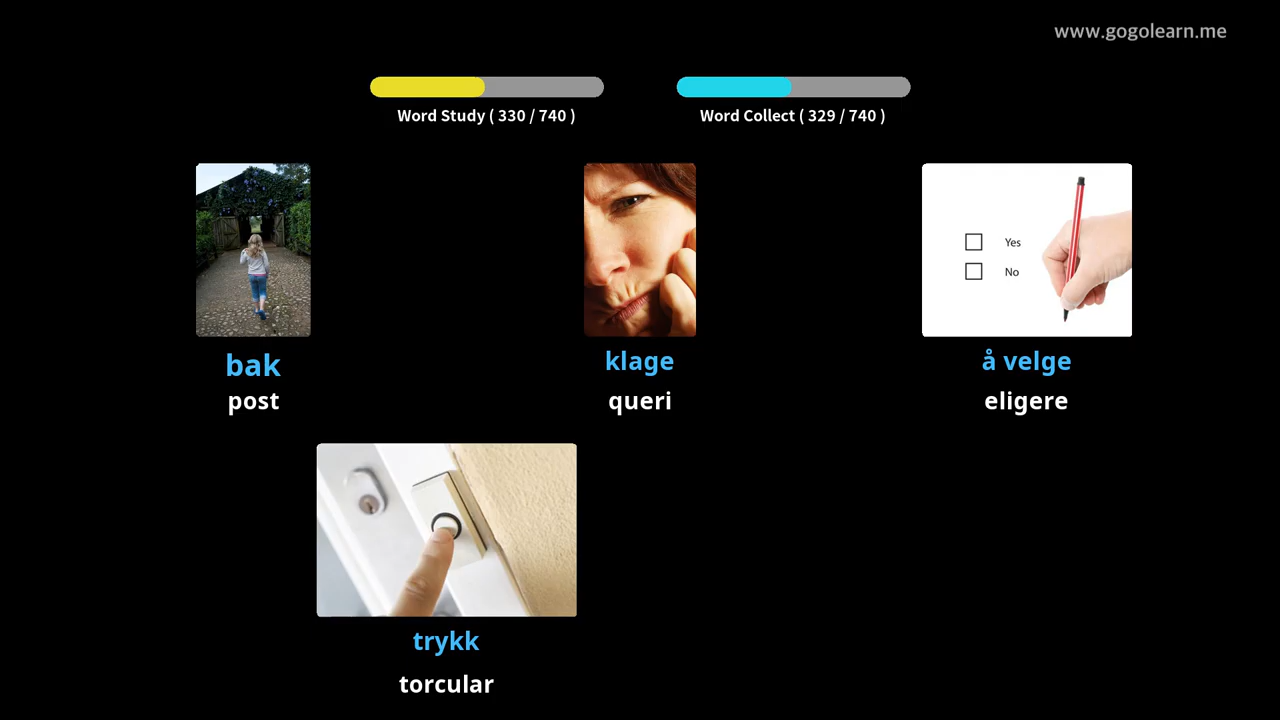 www.gogolearn.me
Word Study ( 330 / 740 )
Word Collect ( 329 / 740 )
Yes
No
bak
post
klage
queri
å velge
eligere
trykk
torcular